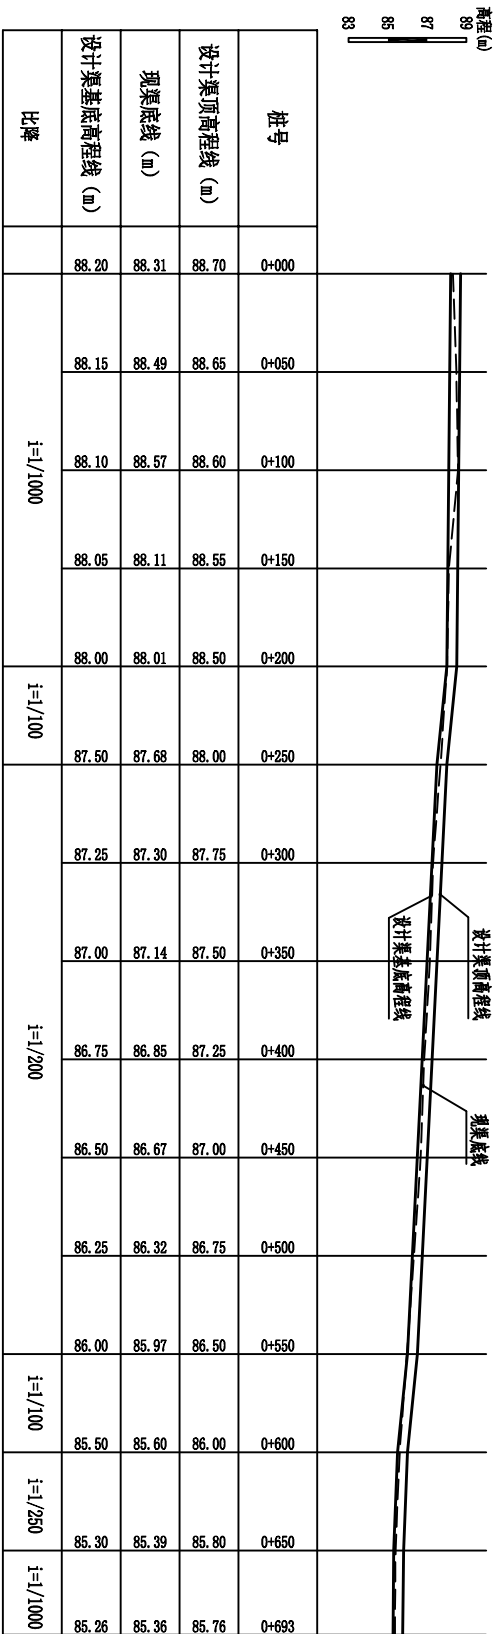 高程(m)
89
87
85
83
设计渠顶高程线
设计渠基底高程线
现渠底线
桩号 0+000 0+050 0+100 0+150 0+200 0+250 0+300 0+350 0+400 0+450 0+500 0+550 0+600 0+650 0+693
设计渠顶高程线(m) 88.70 88.65 88.60 88.55 88.50 88.00 87.75 87.50 87.25 87.00 86.75 86.50 86.00 85.80 85.76
现渠底线(m) 88.31 88.49 88.57 88.11 88.01 87.68 87.30 87.14 86.85 86.67 86.32 85.97 85.60 85.39 85.36
设计渠基底高程线(m) 88.20 88.15 88.10 88.05 88.00 87.50 87.25 87.00 86.75 86.50 86.25 86.00 85.50 85.30 85.26
比降 i=1/1000 i=1/100 i=1/200 i=1/100 i=1/250 i=1/1000